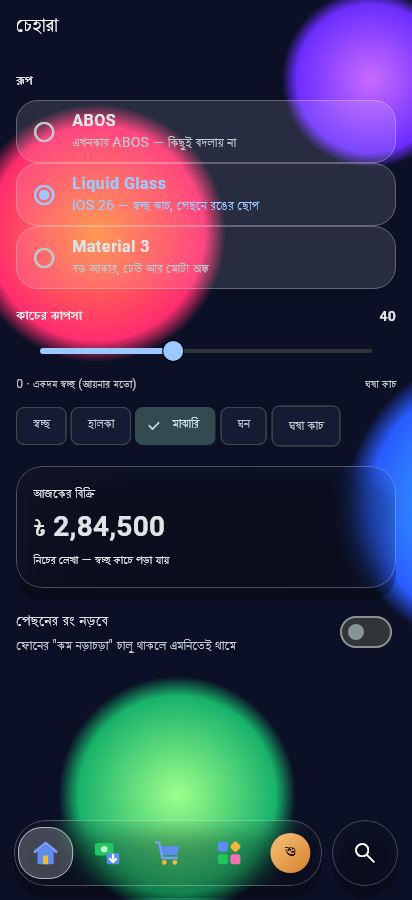 চেহারা
রূপ
ABOS
এখনকার ABOS — কিছুই বদলায় না
Liquid Glass
iOS 26 — স্বচ্ছ কাচ, পেছনে রঙের ছোপ
Material 3
বড় আকার, ঢেউ আর মোটা অঙ্ক
কাচের ঝাপসা 40
0 · একদম স্বচ্ছ (আয়নার মতো) ঘষা কাচ
স্বচ্ছ হালকা মাঝারি ঘন ঘষা কাচ
আজকের বিক্রি
৳ 2,84,500
নিচের লেখা — স্বচ্ছ কাচে পড়া যায়
পেছনের রং নড়বে
ফোনের "কম নড়াচড়া" চালু থাকলে এমনিতেই থামে
শু